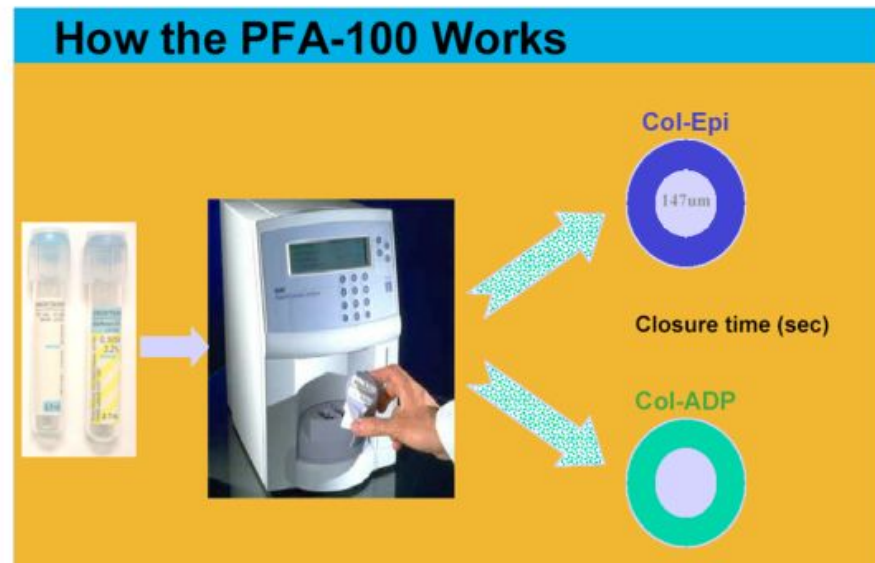 How the PFA-100 Works
Col-Epi
147um
Closure time (sec)
Col-ADP